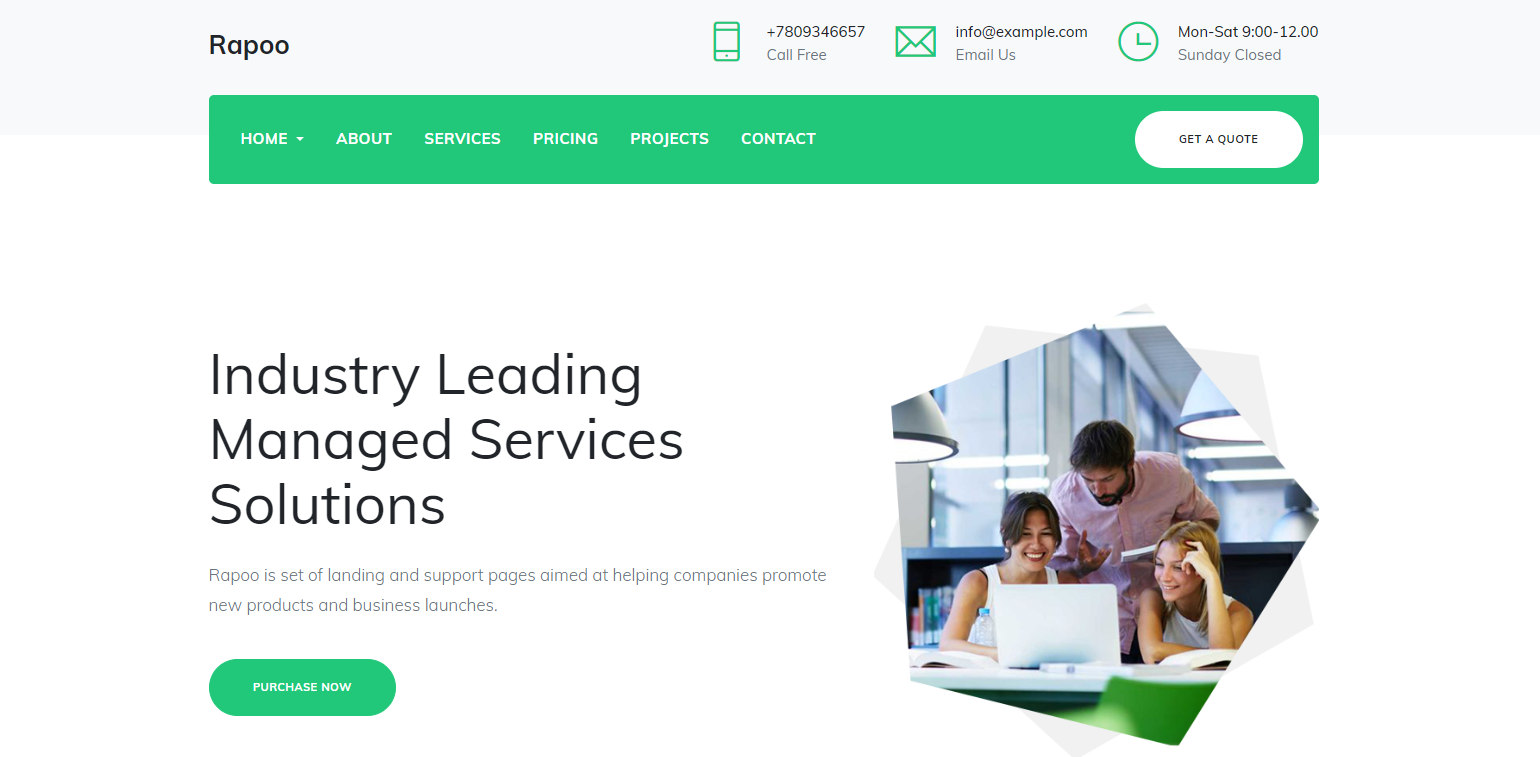 Rapoo
+7809346657
Call Free
info@example.com
Email Us
Mon-Sat 9:00-12.00
Sunday Closed
HOME ABOUT SERVICES PRICING PROJECTS CONTACT GET A QUOTE
Industry Leading
Managed Services
Solutions
Rapoo is set of landing and support pages aimed at helping companies promote
new products and business launches.
PURCHASE NOW